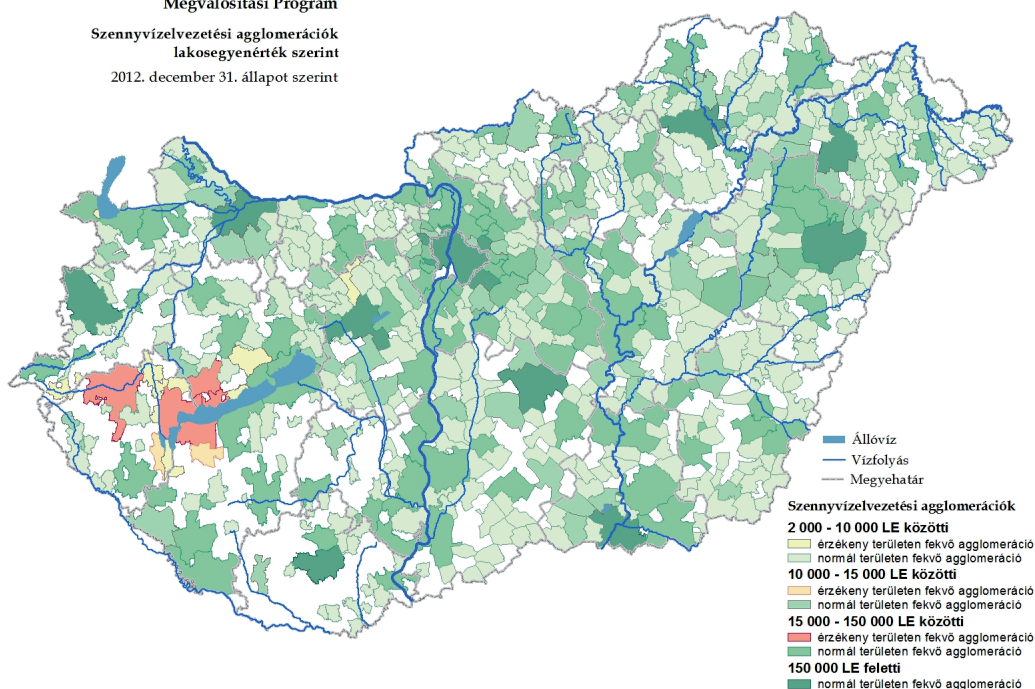 Megvalósítási Program
Szennyvízelvezetési agglomerációk
lakosegyenérték szerint
2012. december 31. állapot szerint
Állóvíz
Vízfolyás
Megyehatár
Szennyvízelvezetési agglomerációk
2 000 - 10 000 LE közötti
érzékeny területen fekvő agglomeráció
normál területen fekvő agglomeráció
10 000 - 15 000 LE közötti
érzékeny területen fekvő agglomeráció
normál területen fekvő agglomeráció
15 000 - 150 000 LE közötti
érzékeny területen fekvő agglomeráció
normál területen fekvő agglomeráció
150 000 LE feletti
normál területen fekvő agglomeráció